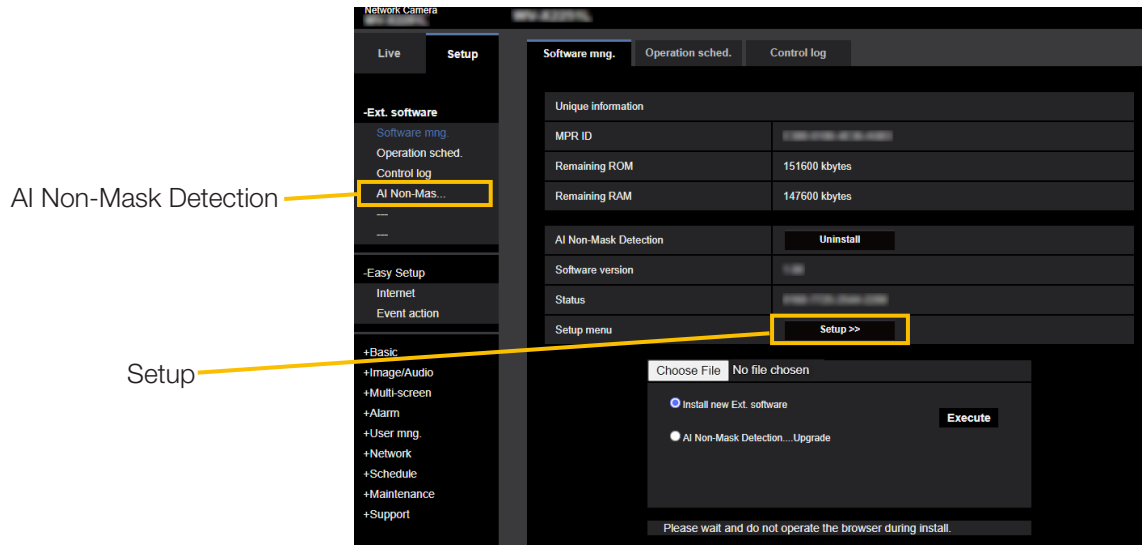 Network Camera
Live
Setup
Software mng.
Operation sched.
Control log
-Ext. software
Software mng.
Operation sched.
Control log
AI Non-Mas...
---
---
-Easy Setup
Internet
Event action
+Basic
+Image/Audio
+Multi-screen
+Alarm
+User mng.
+Network
+Schedule
+Maintenance
+Support
Unique information
MPR ID
Remaining ROM 151600 kbytes
Remaining RAM 147600 kbytes
AI Non-Mask Detection Uninstall
Software version
Status
Setup menu Setup >>
Choose File No file chosen
Install new Ext. software
Execute
AI Non-Mask Detection....Upgrade
Please wait and do not operate the browser during install.
AI Non-Mask Detection
Setup